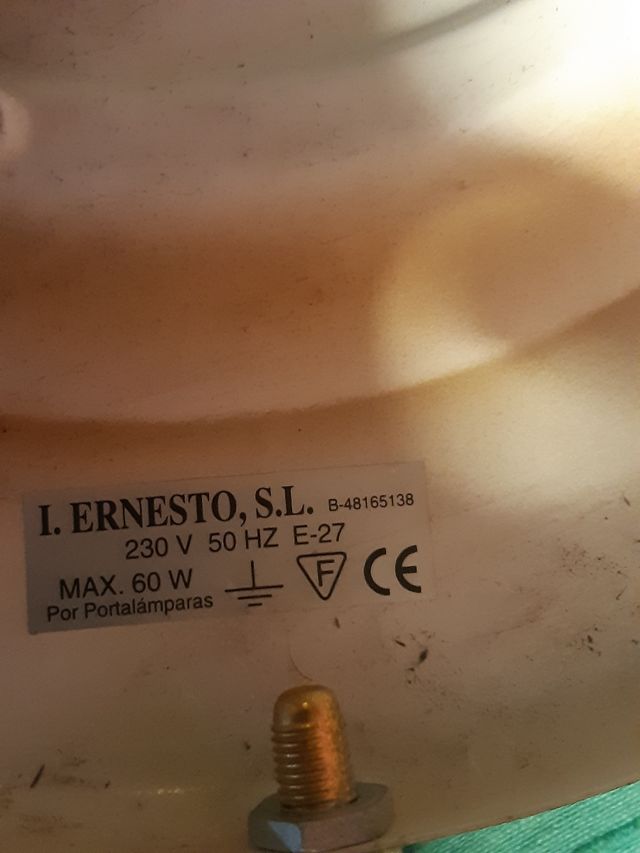 I. ERNESTO, S.L. B-48165138
230 V 50 HZ E-27
MAX. 60 W F CE
Por Portalámparas